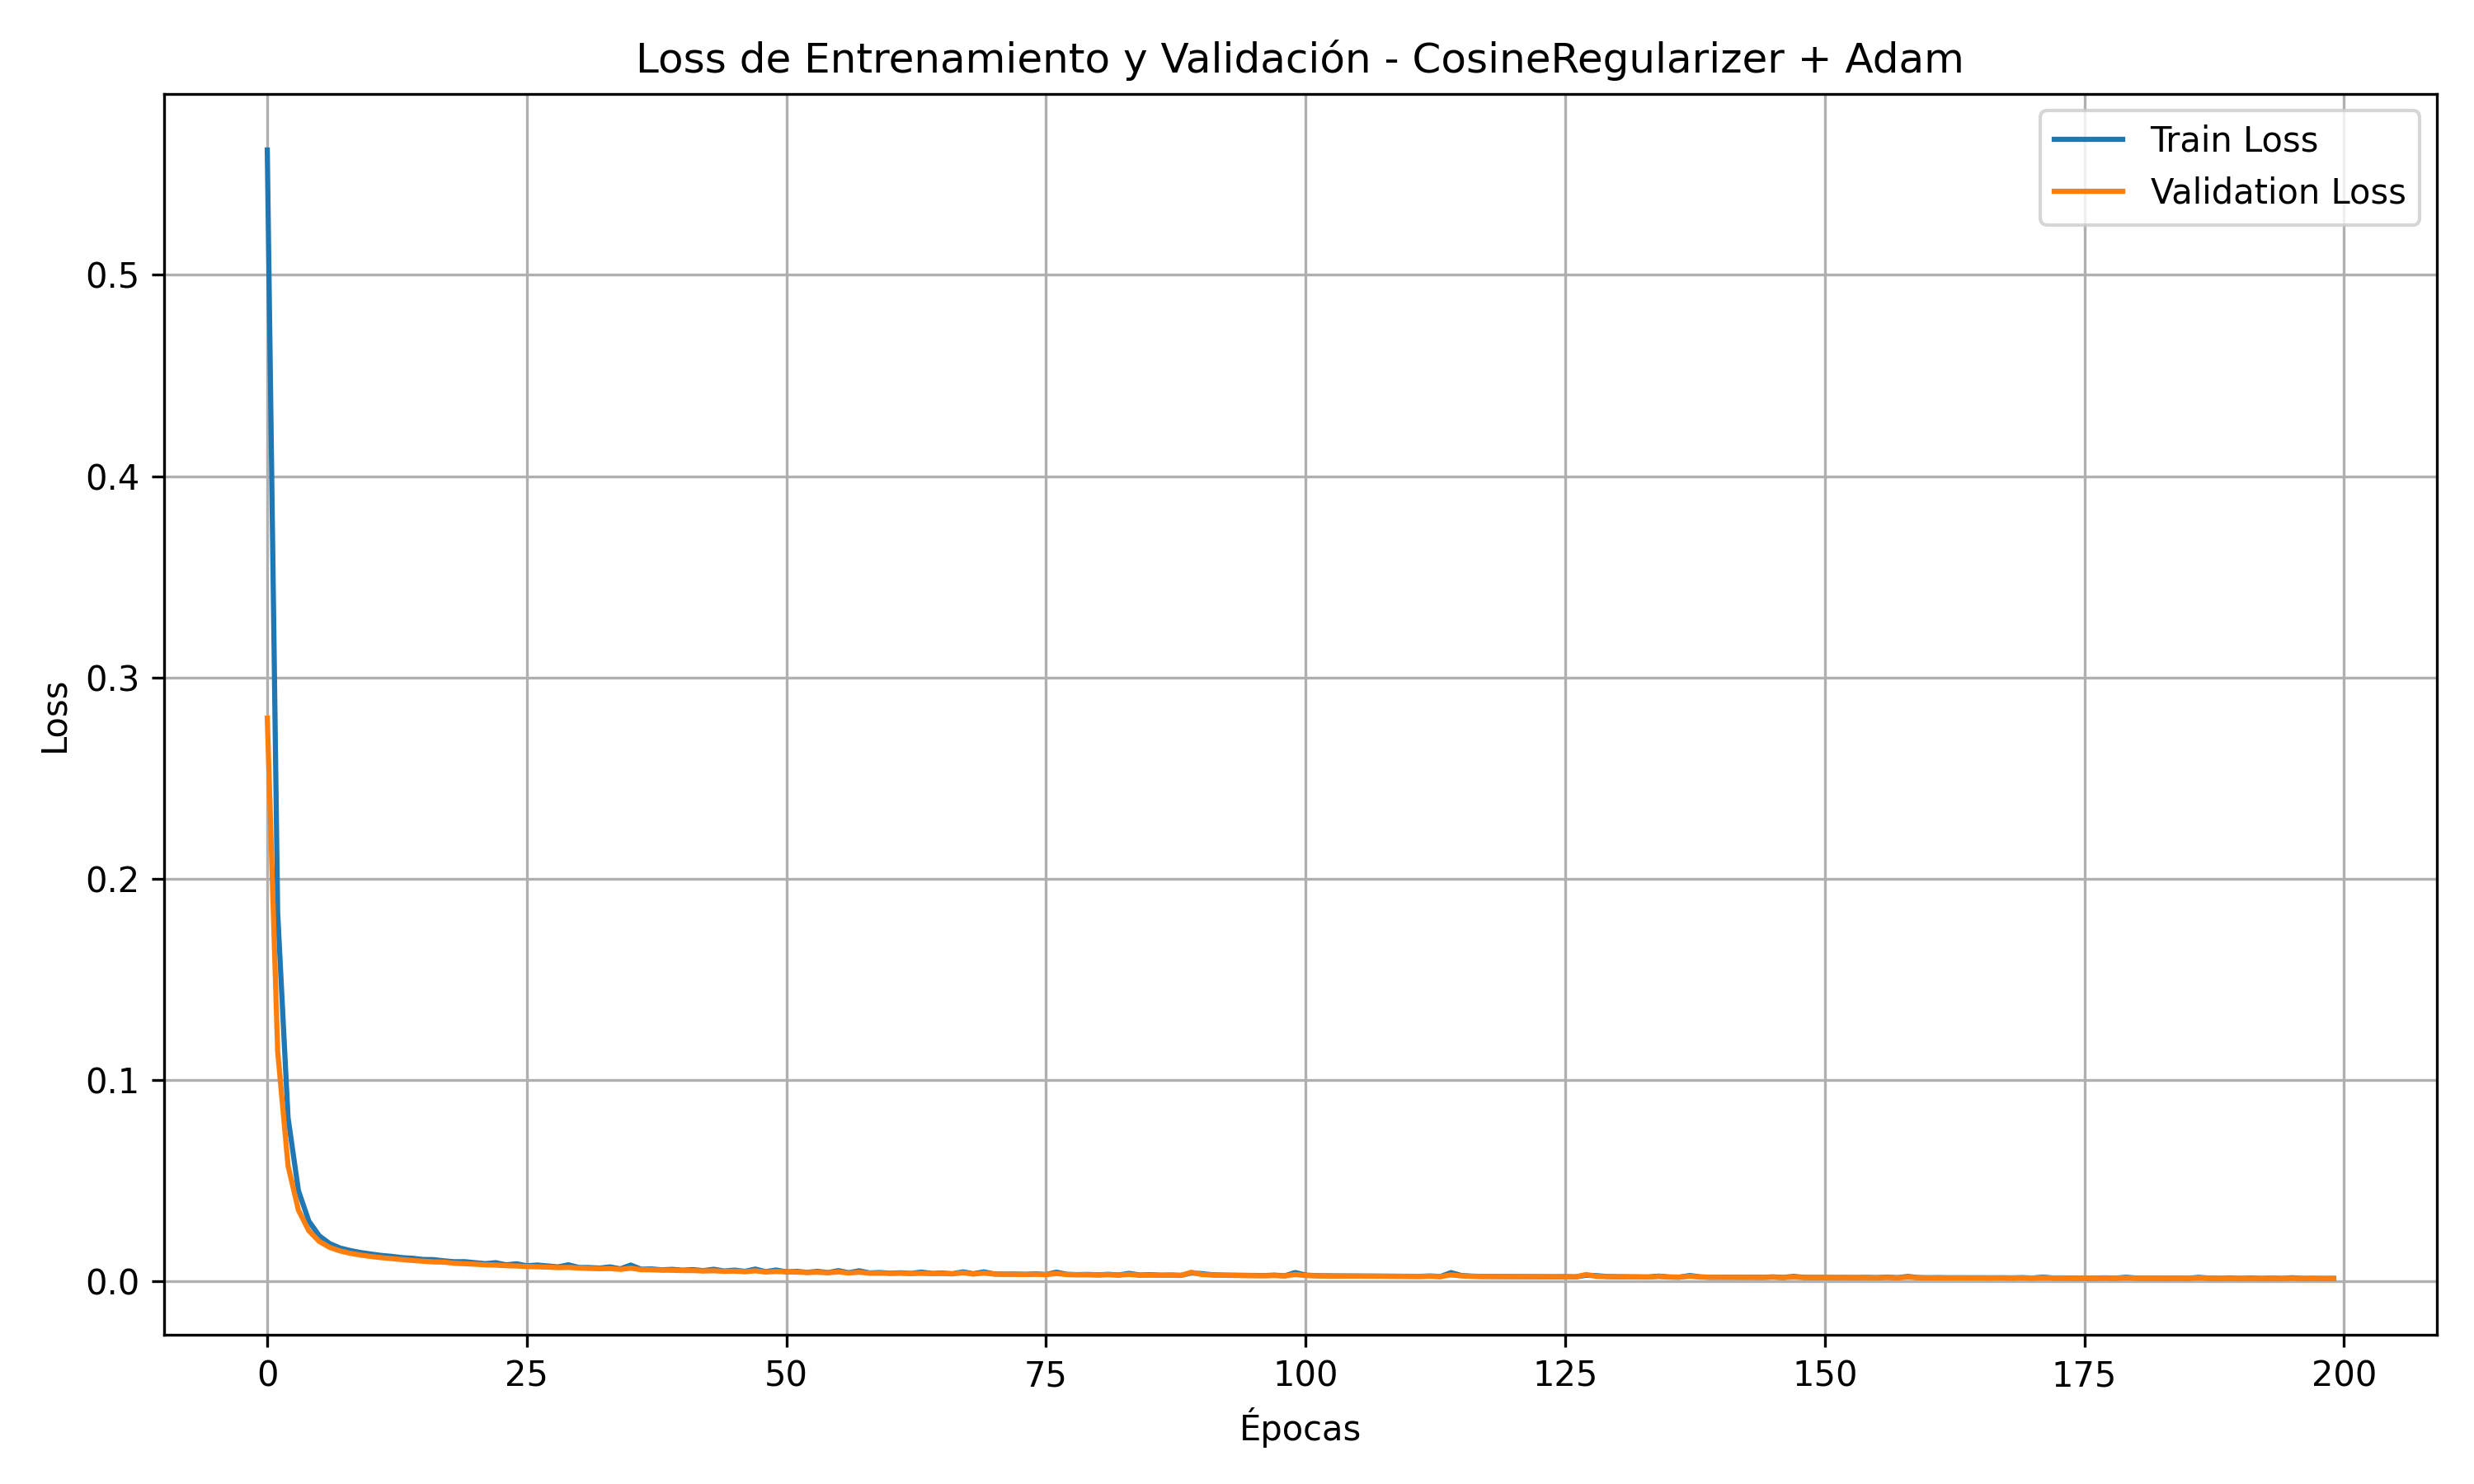 Loss de Entrenamiento y Validación - CosineRegularizer + Adam
Train Loss
Validation Loss
0.5
0.4
0.3
0.2
0.1
0.0
Loss
0 25 50 75 100 125 150 175 200
Épocas